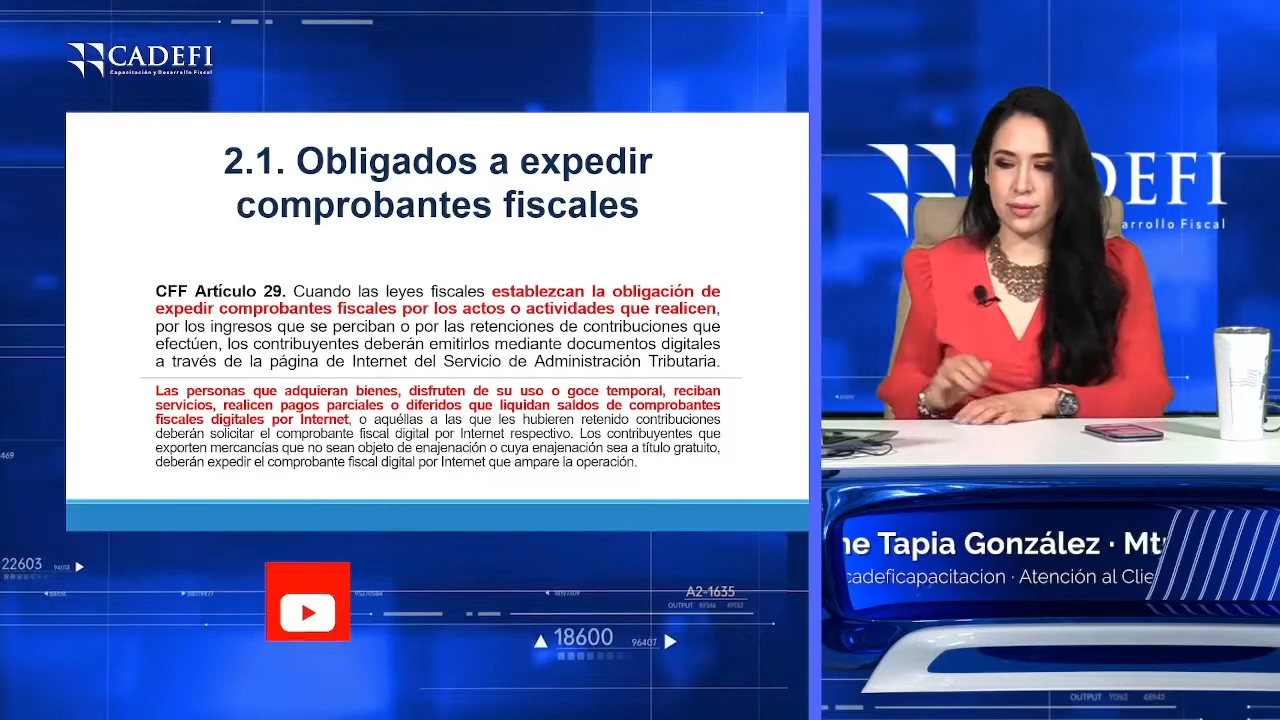 CADEFI
Capacitación y Desarrollo Fiscal
2.1. Obligados a expedir
comprobantes fiscales
CFF Artículo 29. Cuando las leyes fiscales establezcan la obligación de
expedir comprobantes fiscales por los actos o actividades que realicen,
por los ingresos que se perciban o por las retenciones de contribuciones que
efectúen, los contribuyentes deberán emitirlos mediante documentos digitales
a través de la página de Internet del Servicio de Administración Tributaria.
Las personas que adquieran bienes, disfruten de su uso o goce temporal, reciban
servicios, realicen pagos parciales o diferidos que liquidan saldos de comprobantes
fiscales digitales por Internet, o aquéllas a las que les hubieren retenido contribuciones
deberán solicitar el comprobante fiscal digital por Internet respectivo. Los contribuyentes que
exporten mercancías que no sean objeto de enajenación o cuya enajenación sea a título gratuito,
deberán expedir el comprobante fiscal digital por Internet que ampare la operación.
DEFI
arrollo Fiscal
ne Tapia González · Mt
cadeficapacitacion · Atención al Clie
22603
A2-1635
OUTPUT
18600
96407
OUTPUT